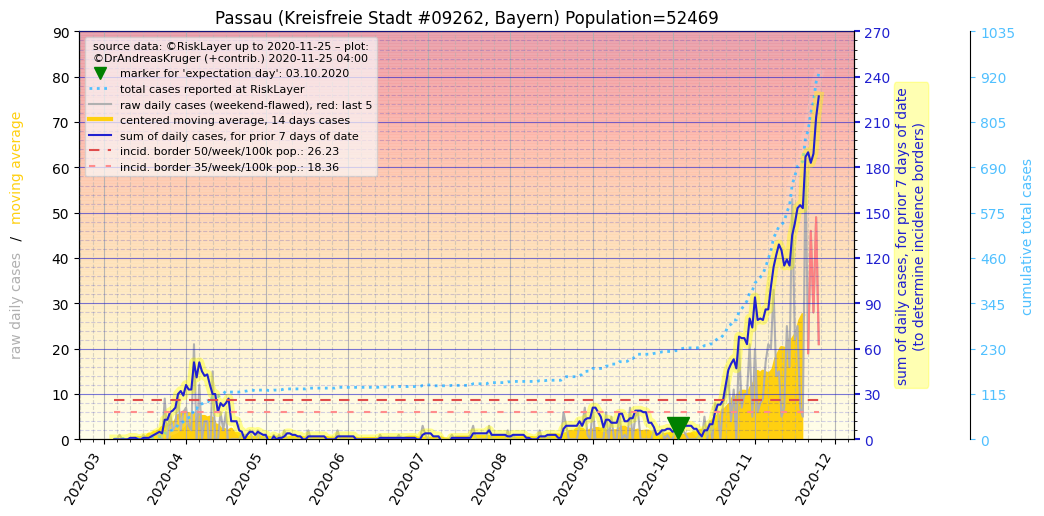 Passau (Kreisfreie Stadt #09262, Bayern) Population=52469
source data: ©RiskLayer up to 2020-11-25 – plot:
©DrAndreasKruger (+contrib.) 2020-11-25 04:00
marker for 'expectation day': 03.10.2020
total cases reported at RiskLayer
raw daily cases (weekend-flawed), red: last 5
centered moving average, 14 days cases
sum of daily cases, for prior 7 days of date
incid. border 50/week/100k pop.: 26.23
incid. border 35/week/100k pop.: 18.36
raw daily cases / moving average
90
80
70
60
50
40
30
20
10
0
2020-03
2020-04
2020-05
2020-06
2020-07
2020-08
2020-09
2020-10
2020-11
2020-12
270
240
210
180
150
120
90
60
30
0
sum of daily cases, for prior 7 days of date
(to determine incidence borders)
1035
920
805
690
575
460
345
230
115
0
cumulative total cases